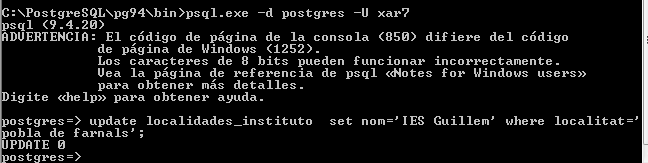 C:\PostgreSQL\pg94\bin>psql.exe -d postgres -U xar7
psql (9.4.20)
ADVERTENCIA: El código de página de la consola (850) difiere del código
de página de Windows (1252).
Los caracteres de 8 bits pueden funcionar incorrectamente.
Vea la página de referencia de psql «Notes for Windows users»
para obtener más detalles.
Digite «help» para obtener ayuda.
postgres=> update localidades_instituto  set nom='IES Guillem' where localitat='
pobla de farnals';
UPDATE 0
postgres=>